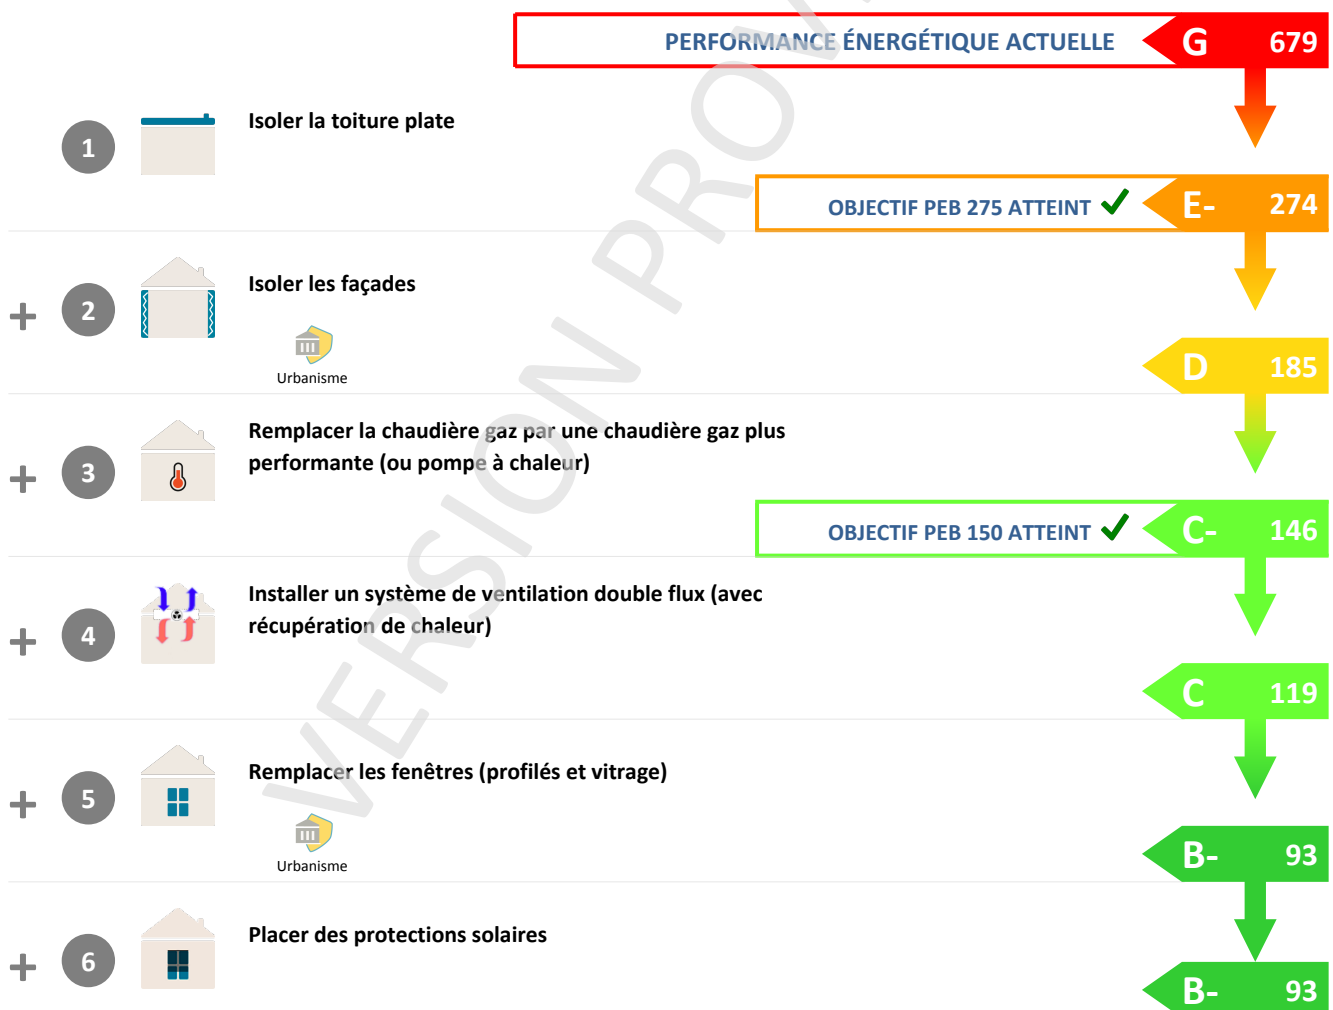 PERFORMANCE ÉNERGÉTIQUE ACTUELLE G 679
1 Isoler la toiture plate
OBJECTIF PEB 275 ATTEINT ✔ E- 274
+ 2 Isoler les façades
Urbanisme
D 185
+ 3 Remplacer la chaudière gaz par une chaudière gaz plus
performante (ou pompe à chaleur)
OBJECTIF PEB 150 ATTEINT ✔ C- 146
+ 4 Installer un système de ventilation double flux (avec
récupération de chaleur)
C 119
+ 5 Remplacer les fenêtres (profilés et vitrage)
Urbanisme
B- 93
+ 6 Placer des protections solaires
B- 93
VERSION PROV